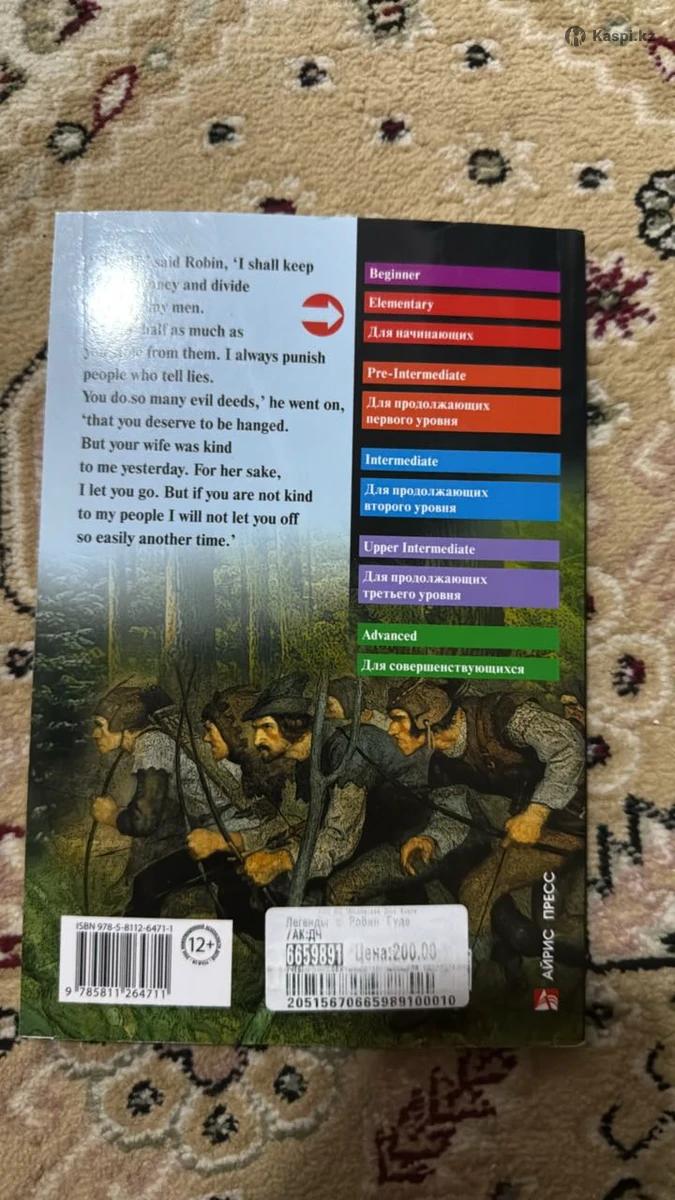 Kaspi.kz
said Robin, ‘I shall keep
and divide
my men.
half as much as
from them. I always punish
people who tell lies.
You do so many evil deeds,’ he went on,
‘that you deserve to be hanged.
But your wife was kind
to me yesterday. For her sake,
I let you go. But if you are not kind
to my people I will not let you off
so easily another time.’
Beginner
Elementary
Для начинающих
Pre-Intermediate
Для продолжающих
первого уровня
Intermediate
Для продолжающих
второго уровня
Upper Intermediate
Для продолжающих
третьего уровня
Advanced
Для совершенствующихся
ISBN 978-5-8112-6471-1
9 785811 264711
12+
Легенды о Робин Гуде
/АК:ДЧ
6659891 Цена:200.00
20515670665989100010
АЙРИС ПРЕСС